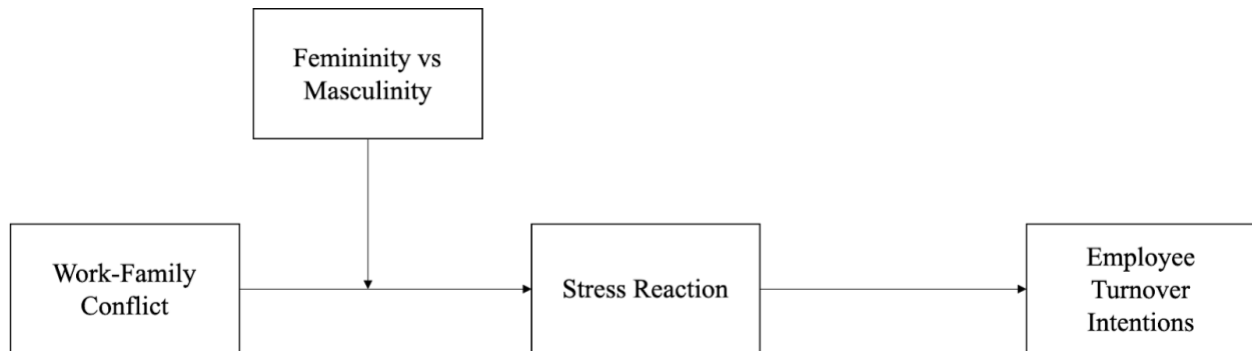 Femininity vs
Masculinity
Work-Family
Conflict
Stress Reaction
Employee
Turnover
Intentions